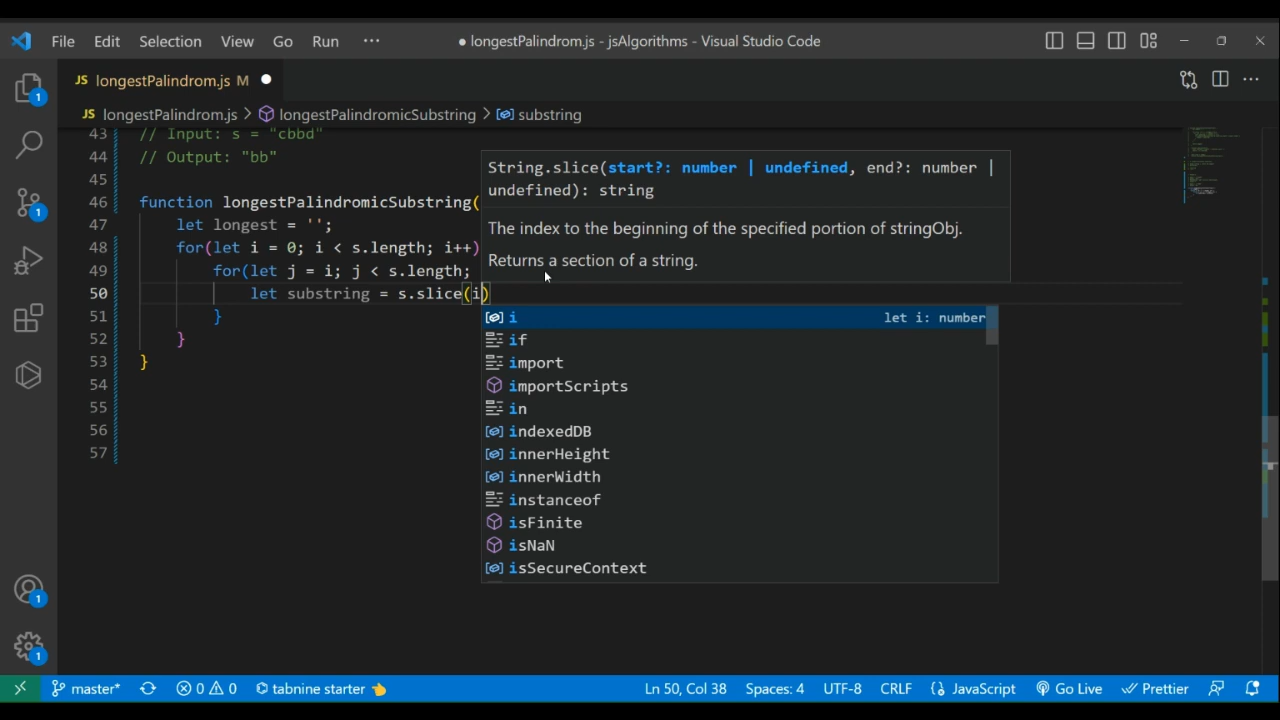 File Edit Selection View Go Run ··· ● longestPalindrom.js - jsAlgorithms - Visual Studio Code
JS longestPalindrom.js M ●
JS longestPalindrom.js > longestPalindromicSubstring > substring
43 // Input: s = "cbbd"
44 // Output: "bb"
45
46 function longestPalindromicSubstring(
47 let longest = '';
48 for(let i = 0; i < s.length; i++)
49 for(let j = i; j < s.length;
50 let substring = s.slice(i)
51 }
52 }
53 }
54
55
56
57
String.slice(start?: number | undefined, end?: number |
undefined): string
The index to the beginning of the specified portion of stringObj.
Returns a section of a string.
i let i: number
if
import
importScripts
in
indexedDB
innerHeight
innerWidth
instanceof
isFinite
isNaN
isSecureContext
1
1
1
1
master* 0 0 tabnine starter 👈 Ln 50, Col 38 Spaces: 4 UTF-8 CRLF {} JavaScript Go Live Prettier